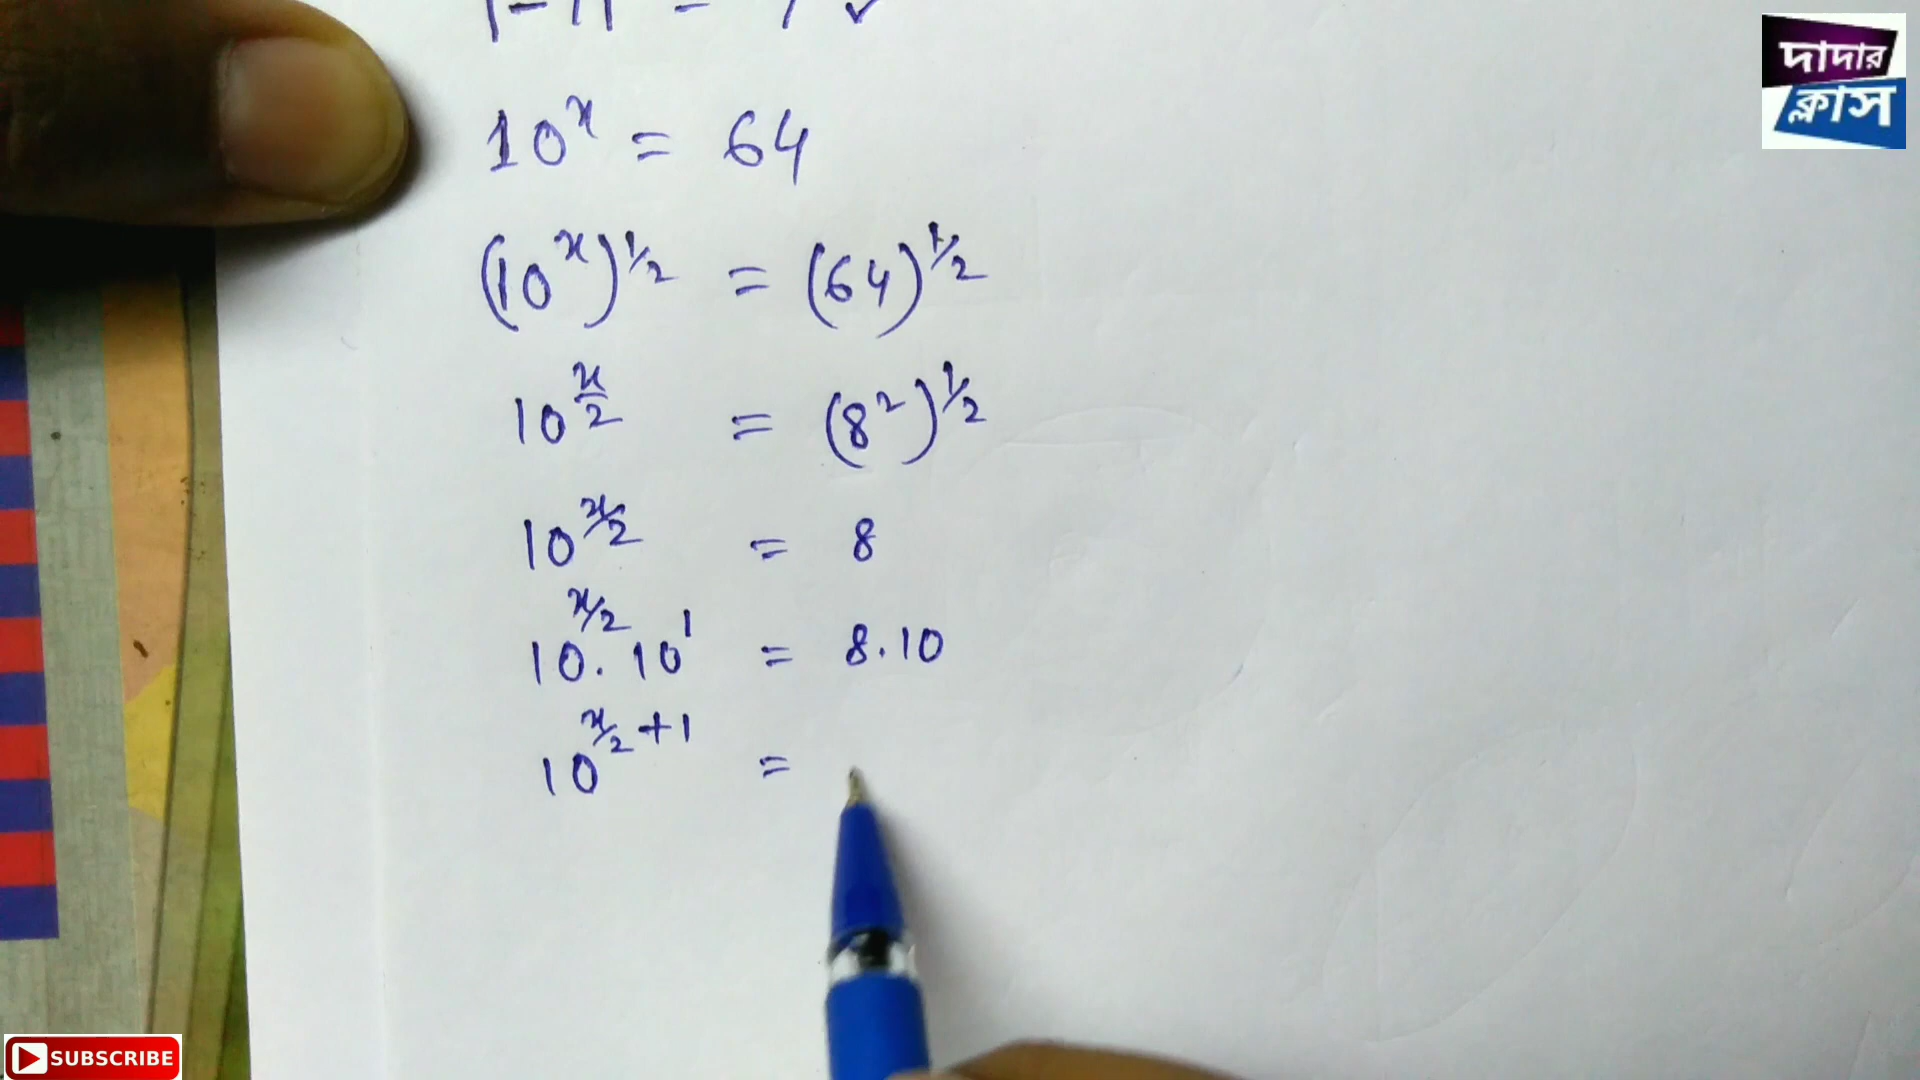 দাদার
ক্লাস
10^x = 64
(10^x)^1/2 = (64)^1/2
10^x/2 = (8^2)^1/2
10^x/2 = 8
10^x/2 . 10^1 = 8.10
10^x/2 + 1 =
SUBSCRIBE